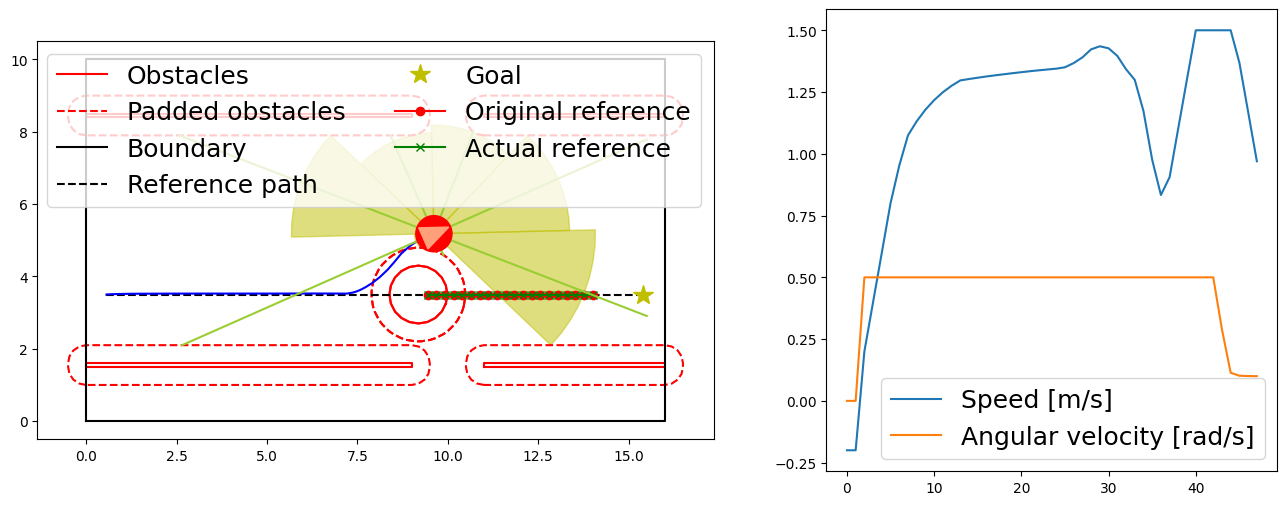 Obstacles
Padded obstacles
Boundary
Reference path
Goal
Original reference
Actual reference
10
8
6
4
2
0
0.0 2.5 5.0 7.5 10.0 12.5 15.0
1.50
1.25
1.00
0.75
0.50
0.25
0.00
−0.25
Speed [m/s]
Angular velocity [rad/s]
0 10 20 30 40